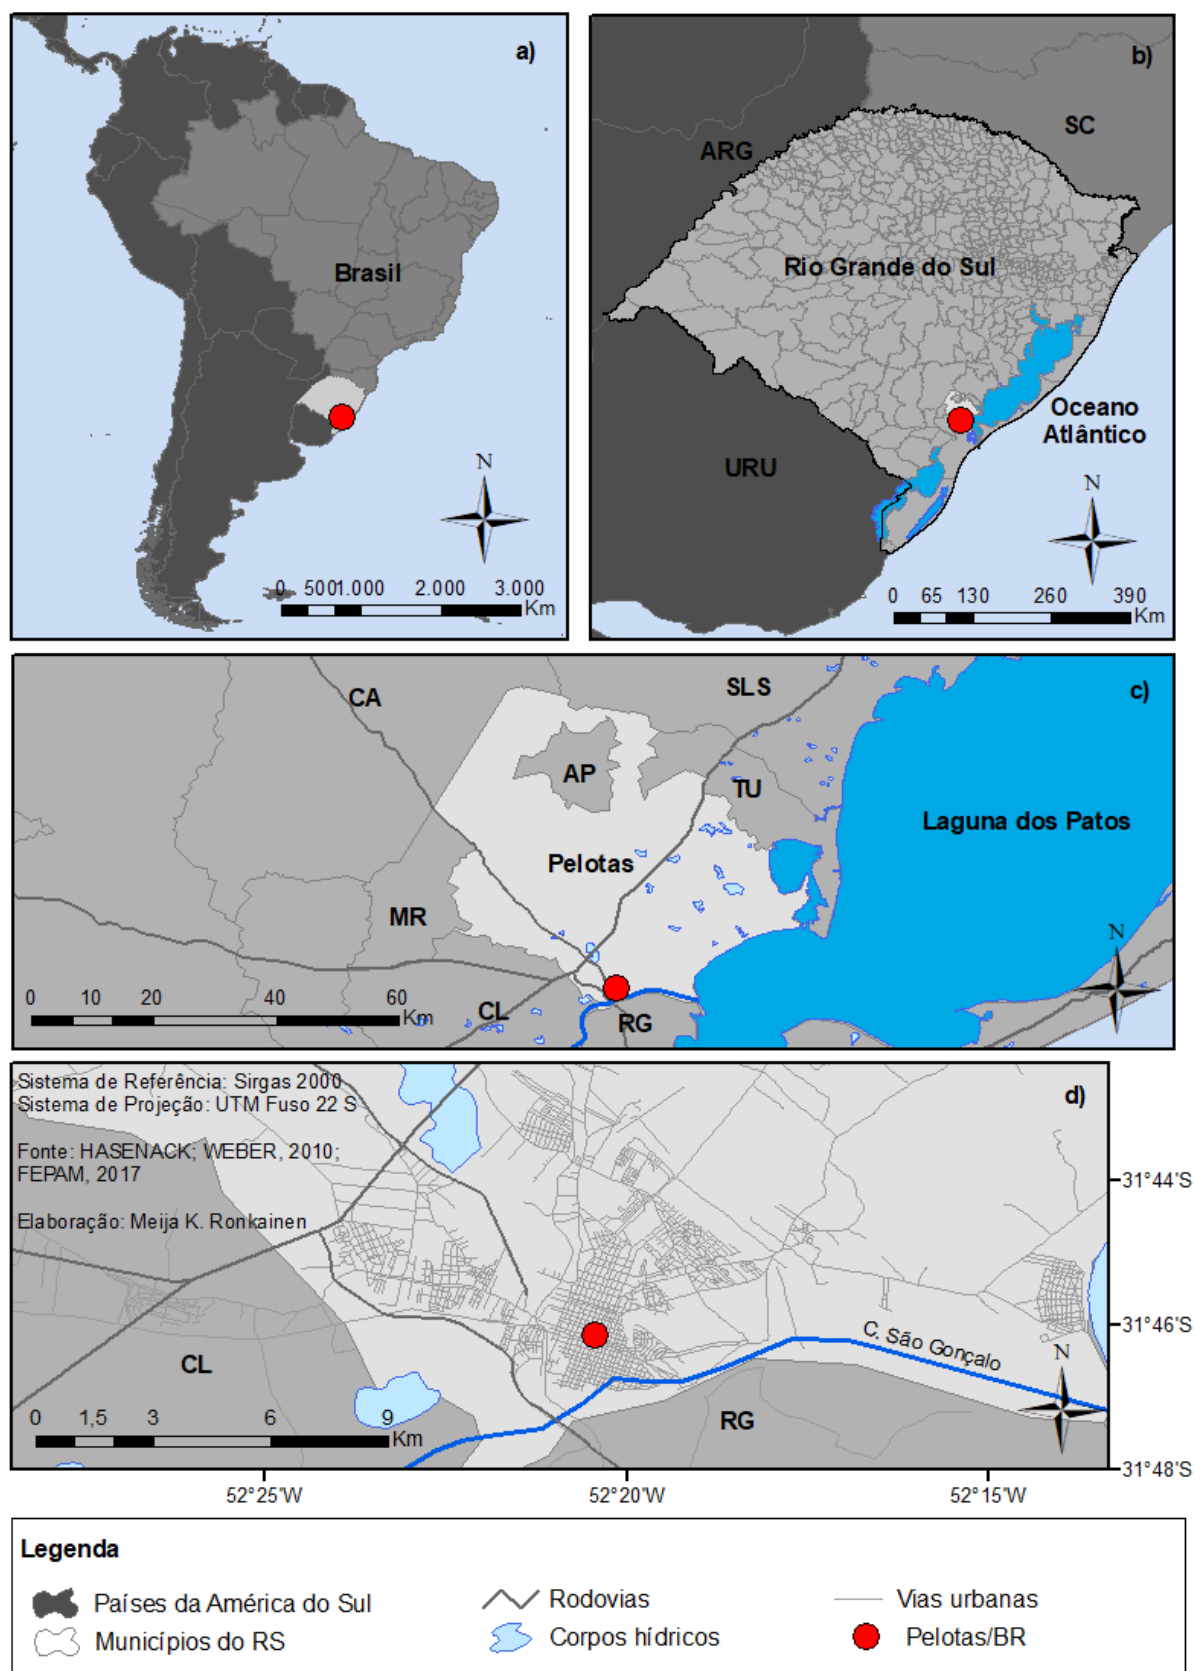 a)
Brasil
N
0 500 1.000 2.000 3.000
Km
b)
SC
ARG
Rio Grande do Sul
Oceano
Atlântico
URU
N
0 65 130 260 390
Km
c)
CA
SLS
AP
TU
Laguna dos Patos
Pelotas
MR
N
0 10 20 40 60
Km
CL
RG
Sistema de Referência: Sirgas 2000
Sistema de Projeção: UTM Fuso 22 S
d)
Fonte: HASENACK; WEBER, 2010;
FEPAM, 2017
Elaboração: Meija K. Ronkainen
31°44'S
31°46'S
31°48'S
C. São Gonçalo
N
CL
RG
0 1,5 3 6 9
Km
52°25'W 52°20'W 52°15'W
Legenda
Países da América do Sul
Rodovias
Vias urbanas
Municípios do RS
Corpos hídricos
Pelotas/BR